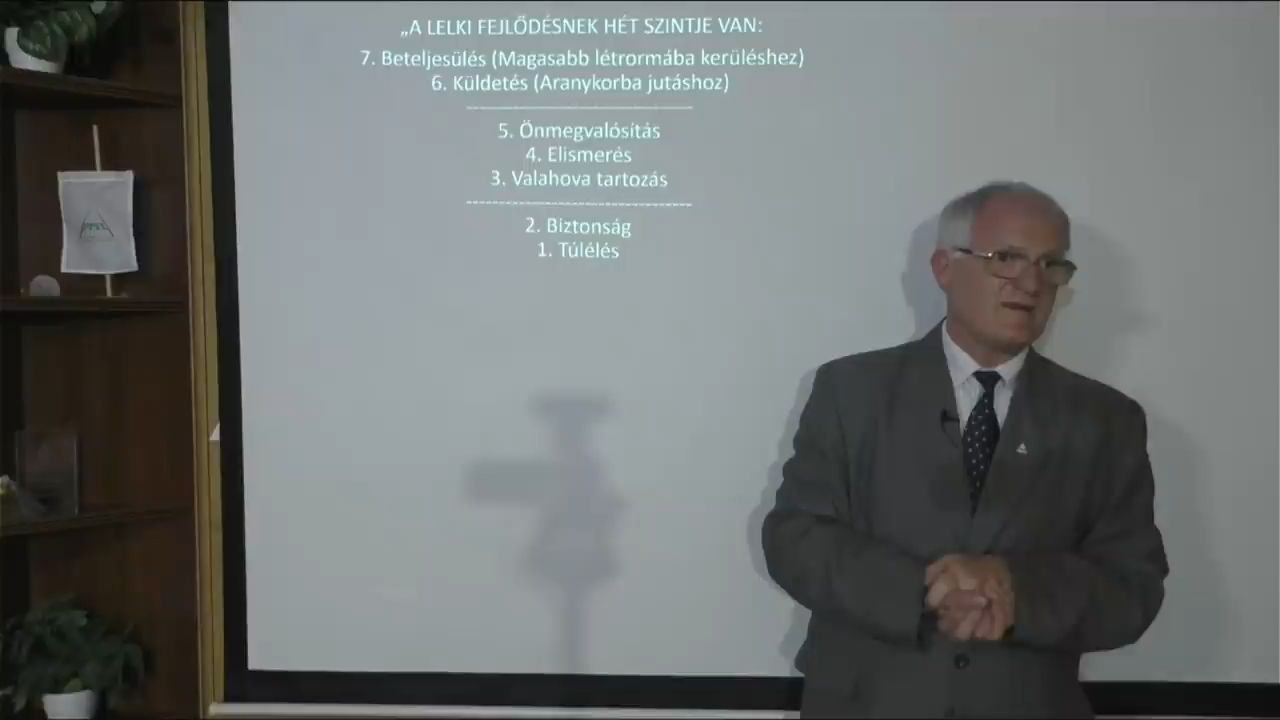 „A LELKI FEJLŐDÉSNEK HÉT SZINTJE VAN:
7. Beteljesülés (Magasabb létrormába kerüléshez)
6. Küldetés (Aranykorba jutáshoz)
5. Önmegvalósítás
4. Elismerés
3. Valahova tartozás
2. Biztonság
1. Túlélés